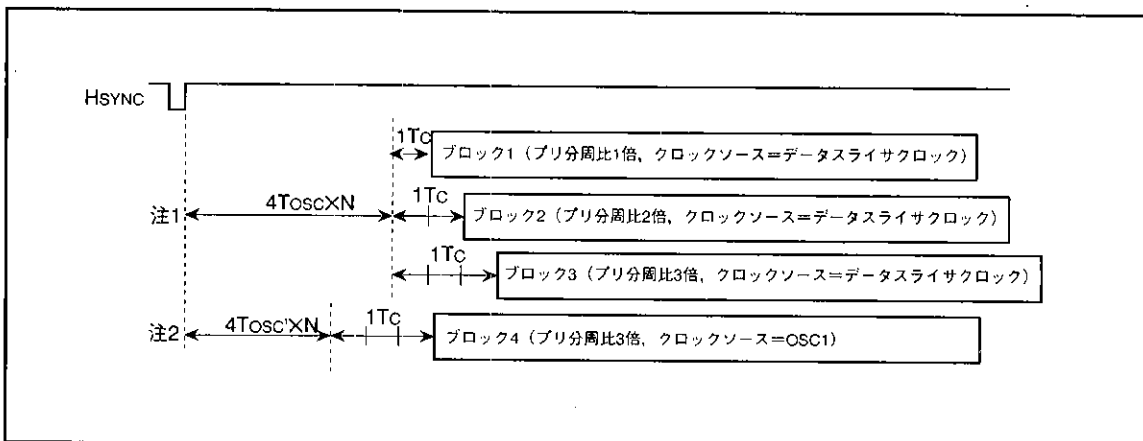 HSYNC
1TC
ブロック1（プリ分周比1倍，クロックソース＝データスライサクロック）
注1
4TOSC×N
1TC
ブロック2（プリ分周比2倍，クロックソース＝データスライサクロック）
1TC
ブロック3（プリ分周比3倍，クロックソース＝データスライサクロック）
注2
4TOSC'×N
1TC
ブロック4（プリ分周比3倍，クロックソース＝OSC1）